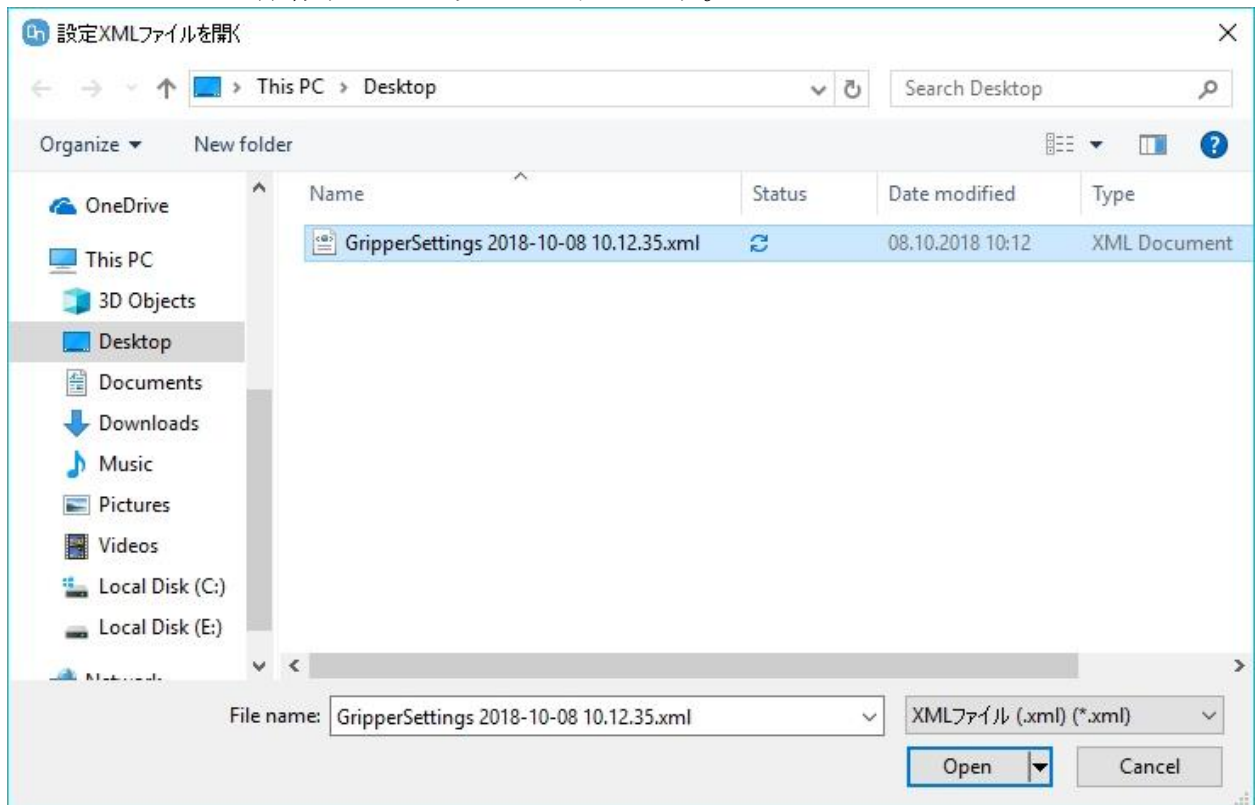 設定XMLファイルを開く
This PC > Desktop
Search Desktop
Organize
New folder
Name
Status
Date modified
Type
GripperSettings 2018-10-08 10.12.35.xml
08.10.2018 10:12
XML Document
OneDrive
This PC
3D Objects
Desktop
Documents
Downloads
Music
Pictures
Videos
Local Disk (C:)
Local Disk (E:)
File name:
GripperSettings 2018-10-08 10.12.35.xml
XMLファイル (.xml) (*.xml)
Open
Cancel